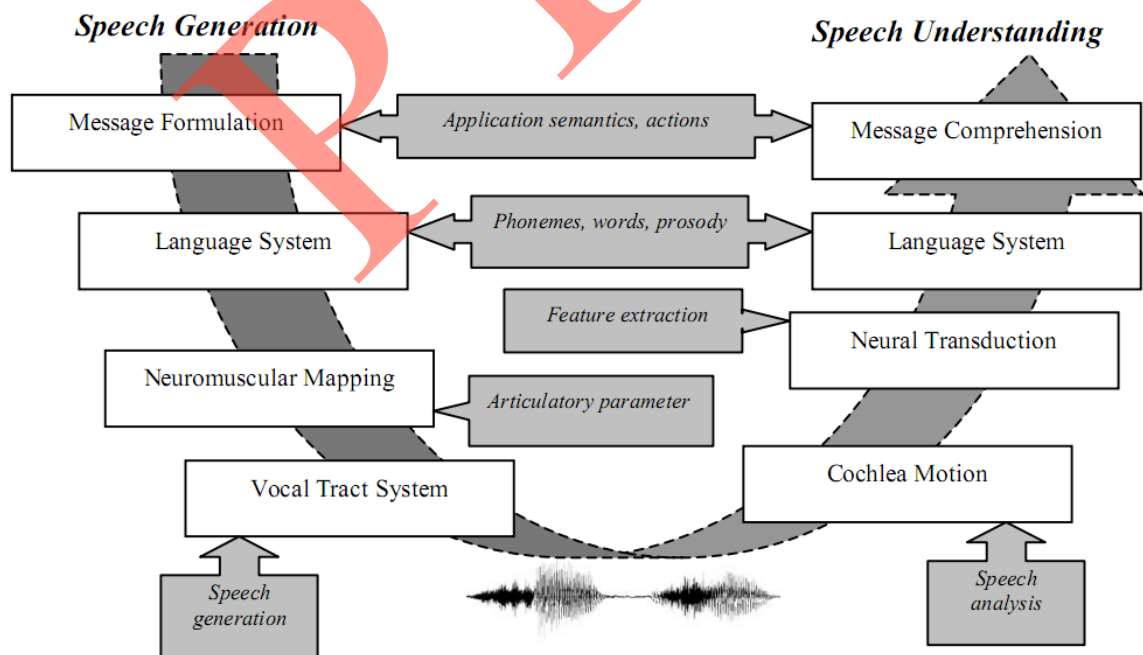 Speech Generation
Speech Understanding
Message Formulation
Application semantics, actions
Message Comprehension
Language System
Phonemes, words, prosody
Language System
Feature extraction
Neural Transduction
Neuromuscular Mapping
Articulatory parameter
Vocal Tract System
Cochlea Motion
Speech
generation
Speech
analysis